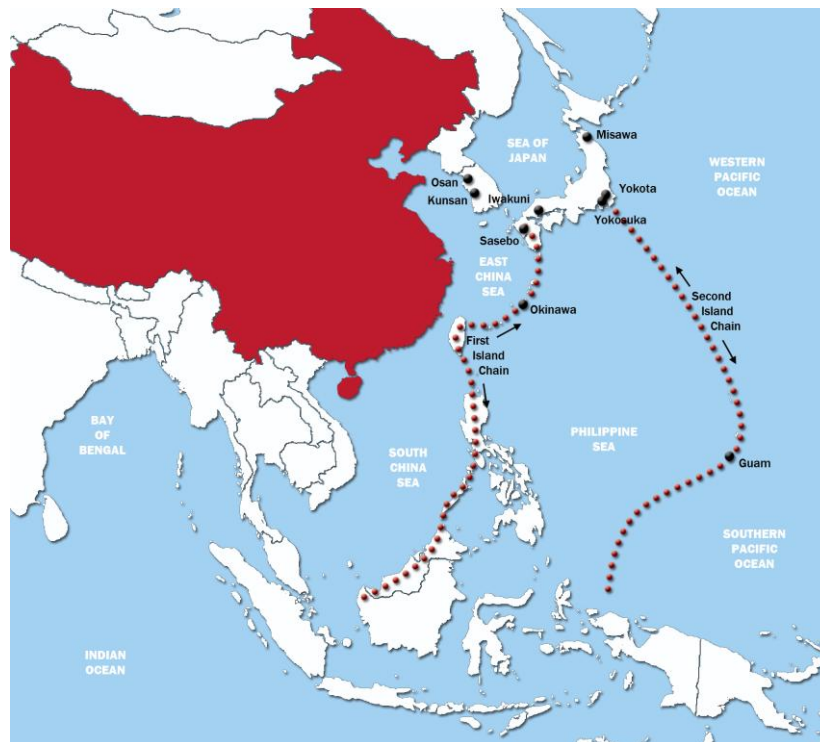 Misawa
SEA OF
JAPAN
WESTERN
PACIFIC
OCEAN
Osan
Kunsan
Iwakuni
Yokota
Yokosuka
Sasebo
EAST
CHINA
SEA
Second
Island
Chain
Okinawa
First
Island
Chain
BAY
OF
BENGAL
SOUTH
CHINA
SEA
PHILIPPINE
SEA
Guam
SOUTHERN
PACIFIC
OCEAN
INDIAN
OCEAN